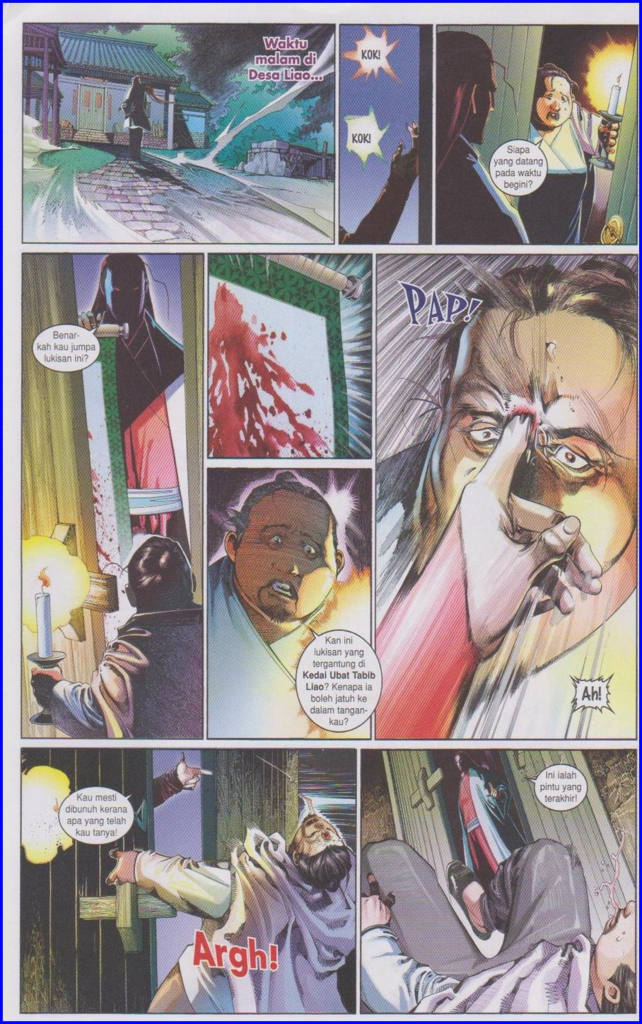 Waktu
malam di
Desa Liao...
KOK!
KOK!
Siapa
yang datang
pada waktu
begini?
Benar-
kah kau jumpa
lukisan ini?
Kan ini
lukisan yang
tergantung di
Kedai Ubat Tabib
Liao? Kenapa ia
boleh jatuh ke
dalam tangan-
kau?
PAP!
Ah!
Kau mesti
dibunuh kerana
apa yang telah
kau tanya!
Argh!
Ini ialah
pintu yang
terakhir!